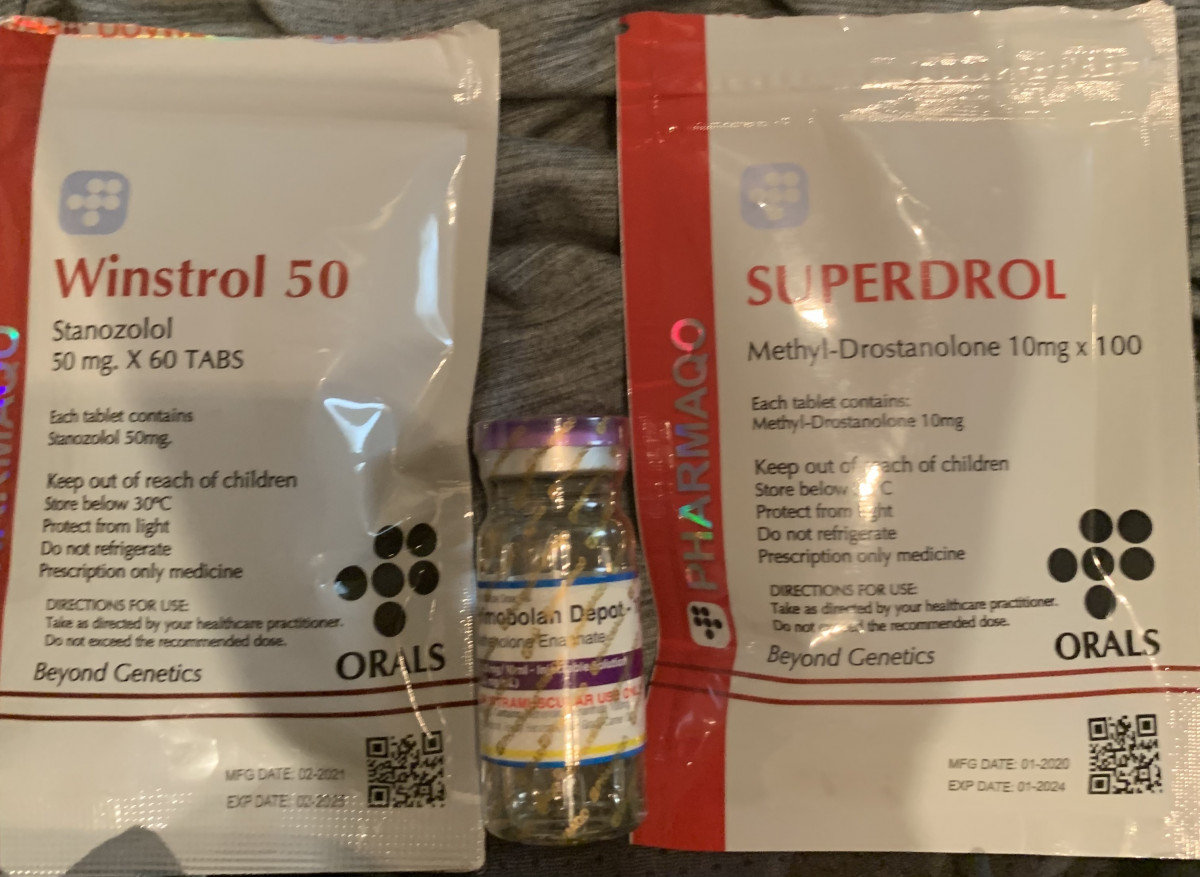 PHARMAQO
Winstrol 50
Stanozolol
50 mg. X 60 TABS
Each tablet contains
Stanozolol 50mg.
Keep out of reach of children
Store below 30°C
Protect from light
Do not refrigerate
Prescription only medicine
DIRECTIONS FOR USE:
Take as directed by your healthcare practitioner.
Do not exceed the recommended dose.
Beyond Genetics
ORALS
MFG DATE: 02-2021
EXP DATE:
Depot-
PHARMAQO
SUPERDROL
Methyl-Drostanolone 10mg x 100
Each tablet contains:
Methyl-Drostanolone 10mg
Keep out of reach of children
Store below C
Protect from light
Do not refrigerate
Prescription only medicine
DIRECTIONS FOR USE:
Take as directed by your healthcare practitioner.
Do not exceed the recommended dose.
Beyond Genetics
ORALS
MFG DATE: 01-2020
EXP DATE: 01-2024